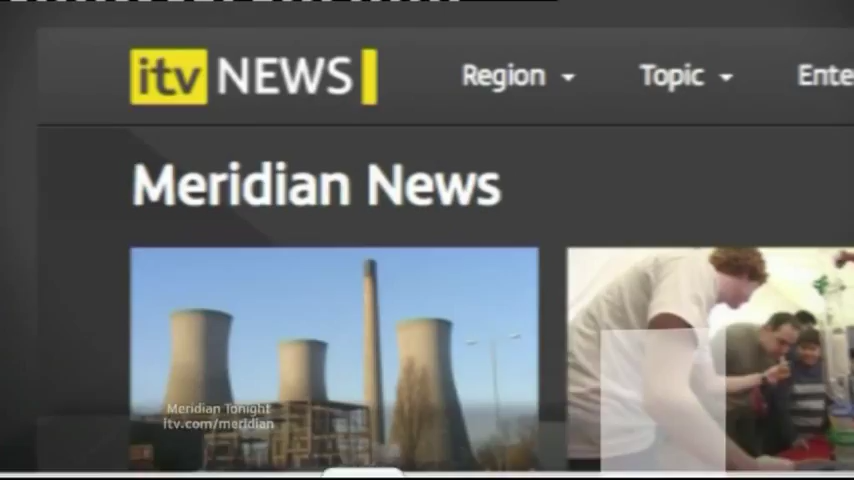 itv NEWS
Region
Topic
Ente
Meridian News
Meridian Tonight
itv.com/meridian